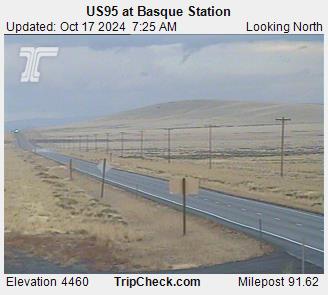 US95 at Basque Station
Updated: Oct 17 2024 7:25 AM Looking North
Elevation 4460 TripCheck.com Milepost 91.62